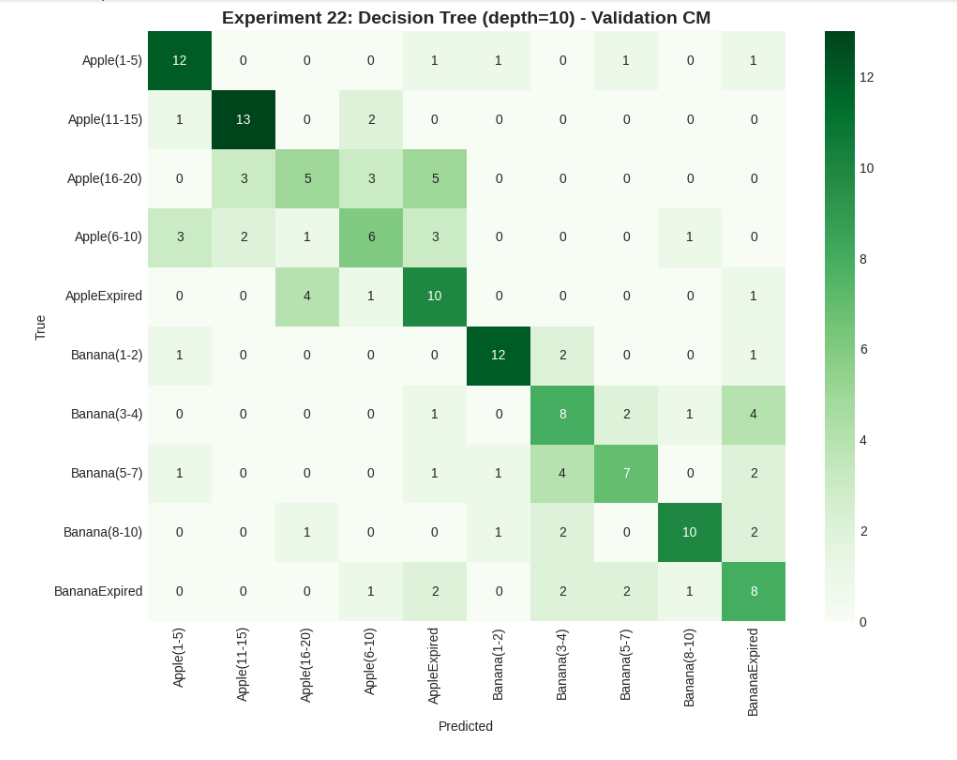 Experiment 22: Decision Tree (depth=10) - Validation CM
Apple(1-5) 12 0 0 0 1 1 0 1 0 1
Apple(11-15) 1 13 0 2 0 0 0 0 0 0
Apple(16-20) 0 3 5 3 5 0 0 0 0 0
Apple(6-10) 3 2 1 6 3 0 0 0 1 0
AppleExpired 0 0 4 1 10 0 0 0 0 1
Banana(1-2) 1 0 0 0 0 12 2 0 0 1
Banana(3-4) 0 0 0 0 1 0 8 2 1 4
Banana(5-7) 1 0 0 0 1 1 4 7 0 2
Banana(8-10) 0 0 1 0 0 1 2 0 10 2
BananaExpired 0 0 0 1 2 0 2 2 1 8
True
Apple(1-5) Apple(11-15) Apple(16-20) Apple(6-10) AppleExpired Banana(1-2) Banana(3-4) Banana(5-7) Banana(8-10) BananaExpired
Predicted
12
10
8
6
4
2
0